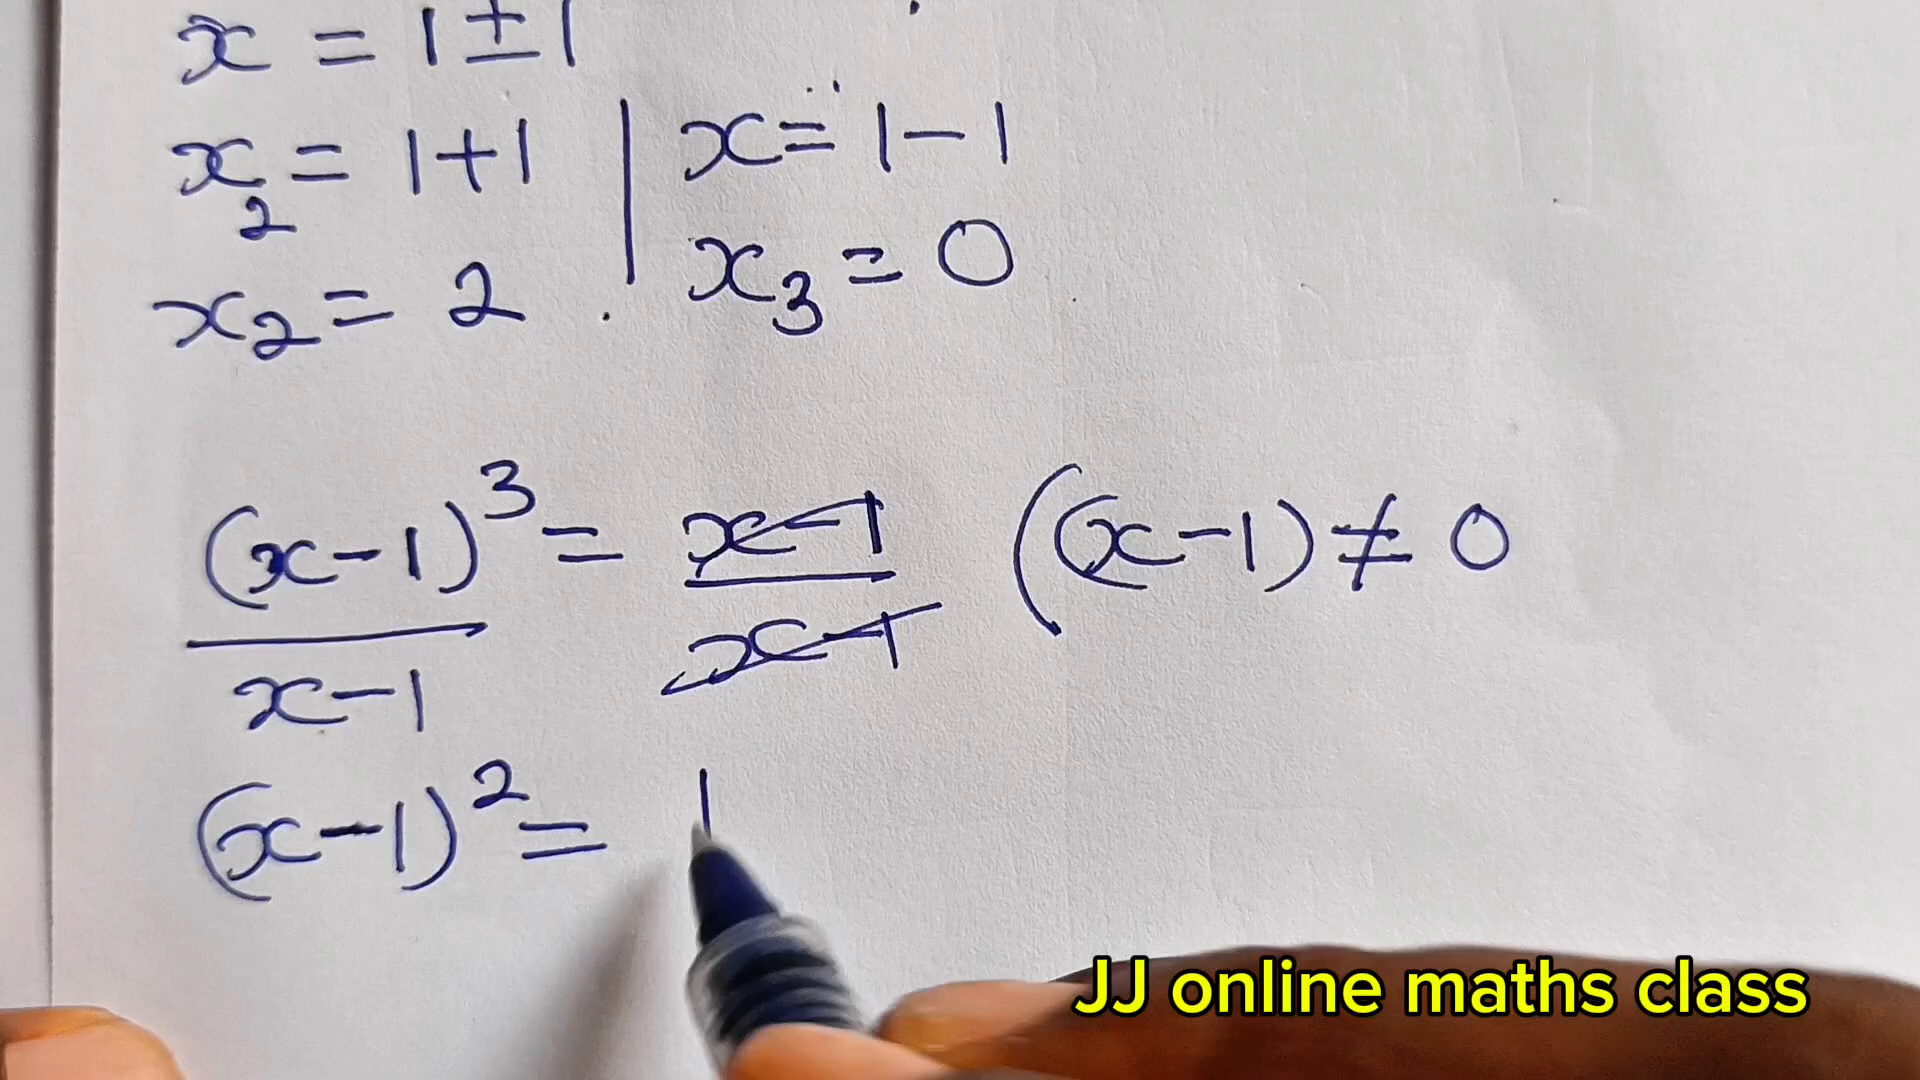 x = 1 ± 1
x₂ = 1+1 | x = 1 - 1
x₂ = 2 . x₃ = 0
(x-1)³/x-1 = x-1/x-1 ((x-1) ≠ 0
(x-1)² = 1
JJ online maths class